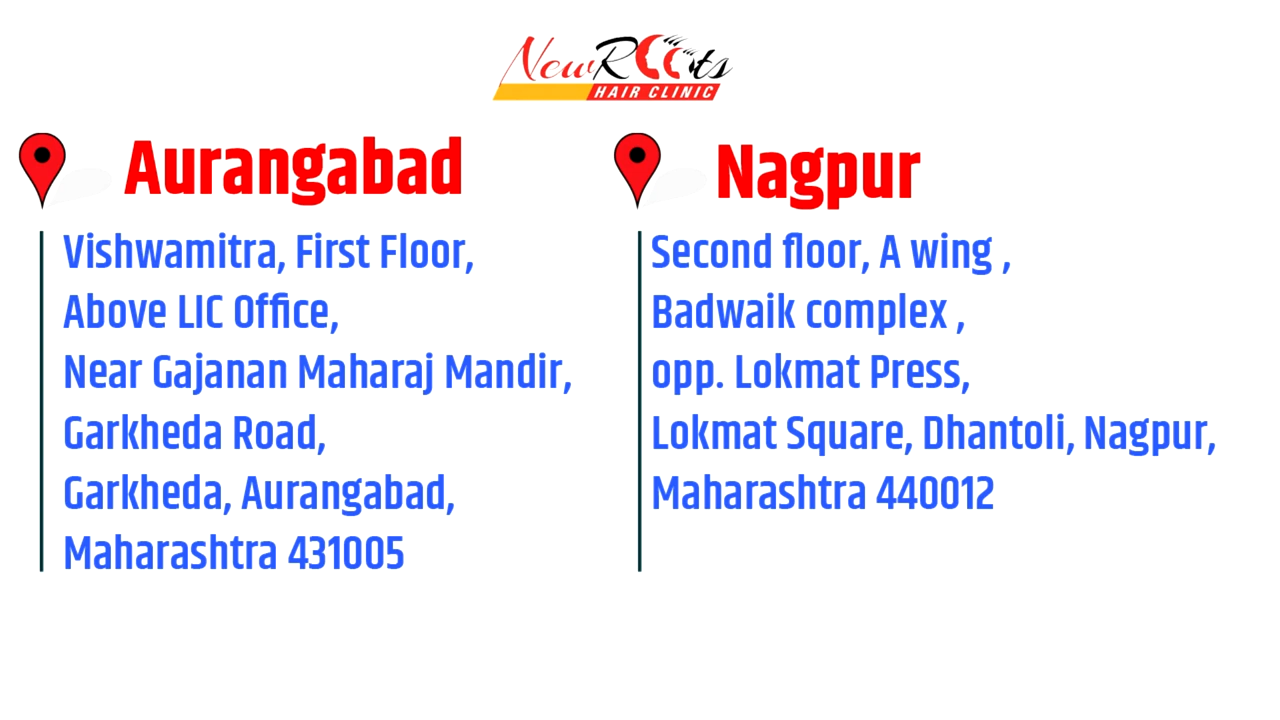 NewRoots
HAIR CLINIC
Aurangabad
Vishwamitra, First Floor,
Above LIC Office,
Near Gajanan Maharaj Mandir,
Garkheda Road,
Garkheda, Aurangabad,
Maharashtra 431005
Nagpur
Second floor, A wing ,
Badwaik complex ,
opp. Lokmat Press,
Lokmat Square, Dhantoli, Nagpur,
Maharashtra 440012